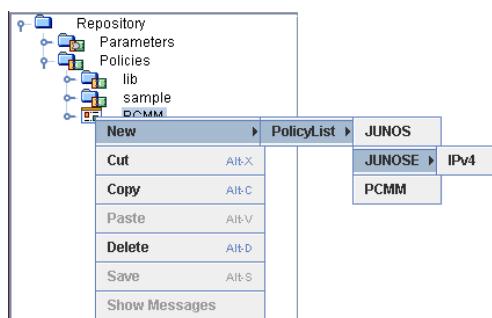 Repository
Parameters
Policies
lib
sample
PCMM
New PolicyList JUNOS
JUNOSE IPv4
PCMM
Cut Alt-X
Copy Alt-C
Paste Alt-V
Delete Alt-D
Save Alt-S
Show Messages